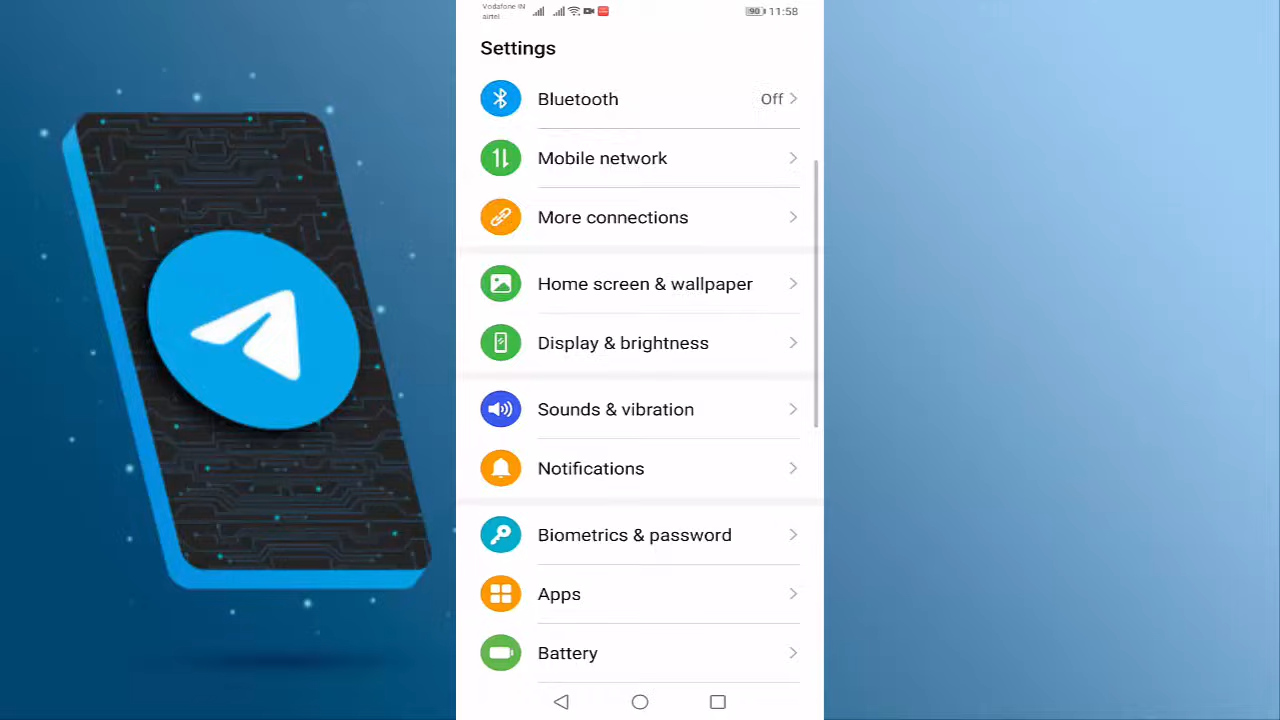 Vodafone IN
airtel
90 11:58
Settings
Bluetooth Off
Mobile network
More connections
Home screen & wallpaper
Display & brightness
Sounds & vibration
Notifications
Biometrics & password
Apps
Battery